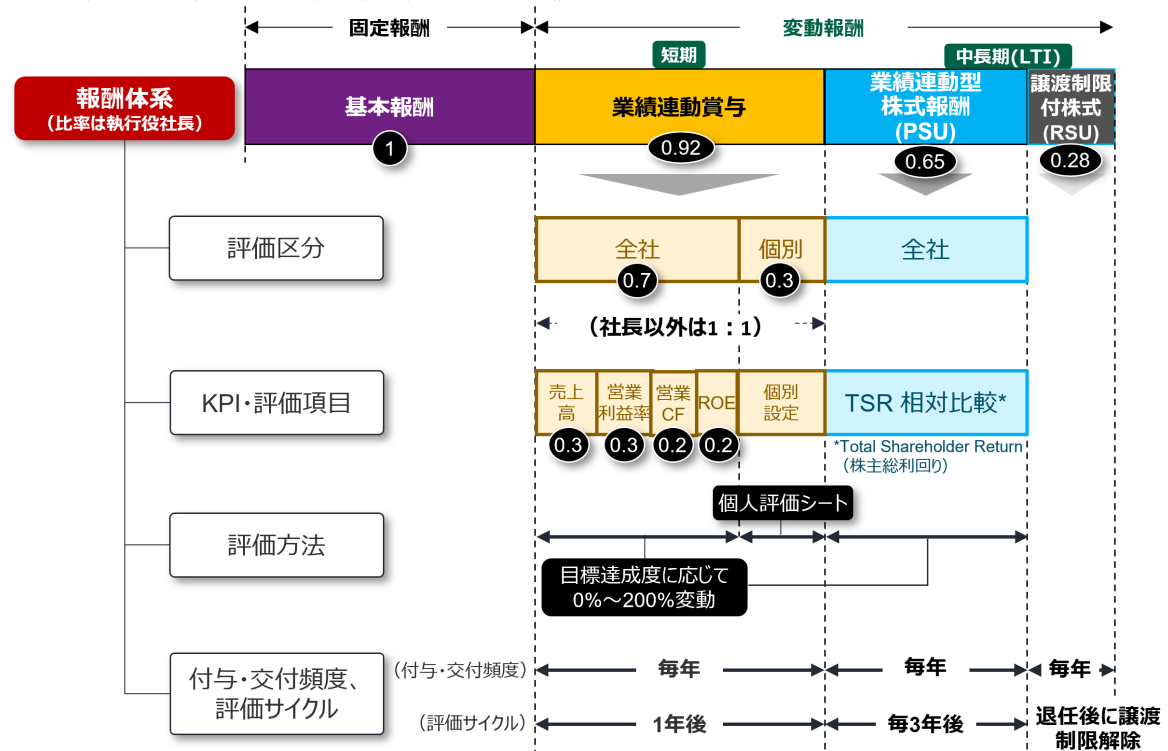 固定報酬
変動報酬
短期
中長期(LTI)
報酬体系
（比率は執行役社長）
基本報酬
1
業績連動賞与
0.92
業績連動型
株式報酬
(PSU)
0.65
譲渡制限
付株式
(RSU)
0.28
評価区分
全社
0.7
個別
0.3
全社
（社長以外は1：1）
KPI・評価項目
売上
高
0.3
営業
利益率
0.3
営業
CF
0.2
ROE
0.2
個別
設定
TSR 相対比較*
*Total Shareholder Return
（株主総利回り）
評価方法
個人評価シート
目標達成度に応じて
0%～200%変動
付与・交付頻度、
評価サイクル
（付与・交付頻度）
毎年
毎年
毎年
（評価サイクル）
1年後
毎3年後
退任後に譲渡
制限解除